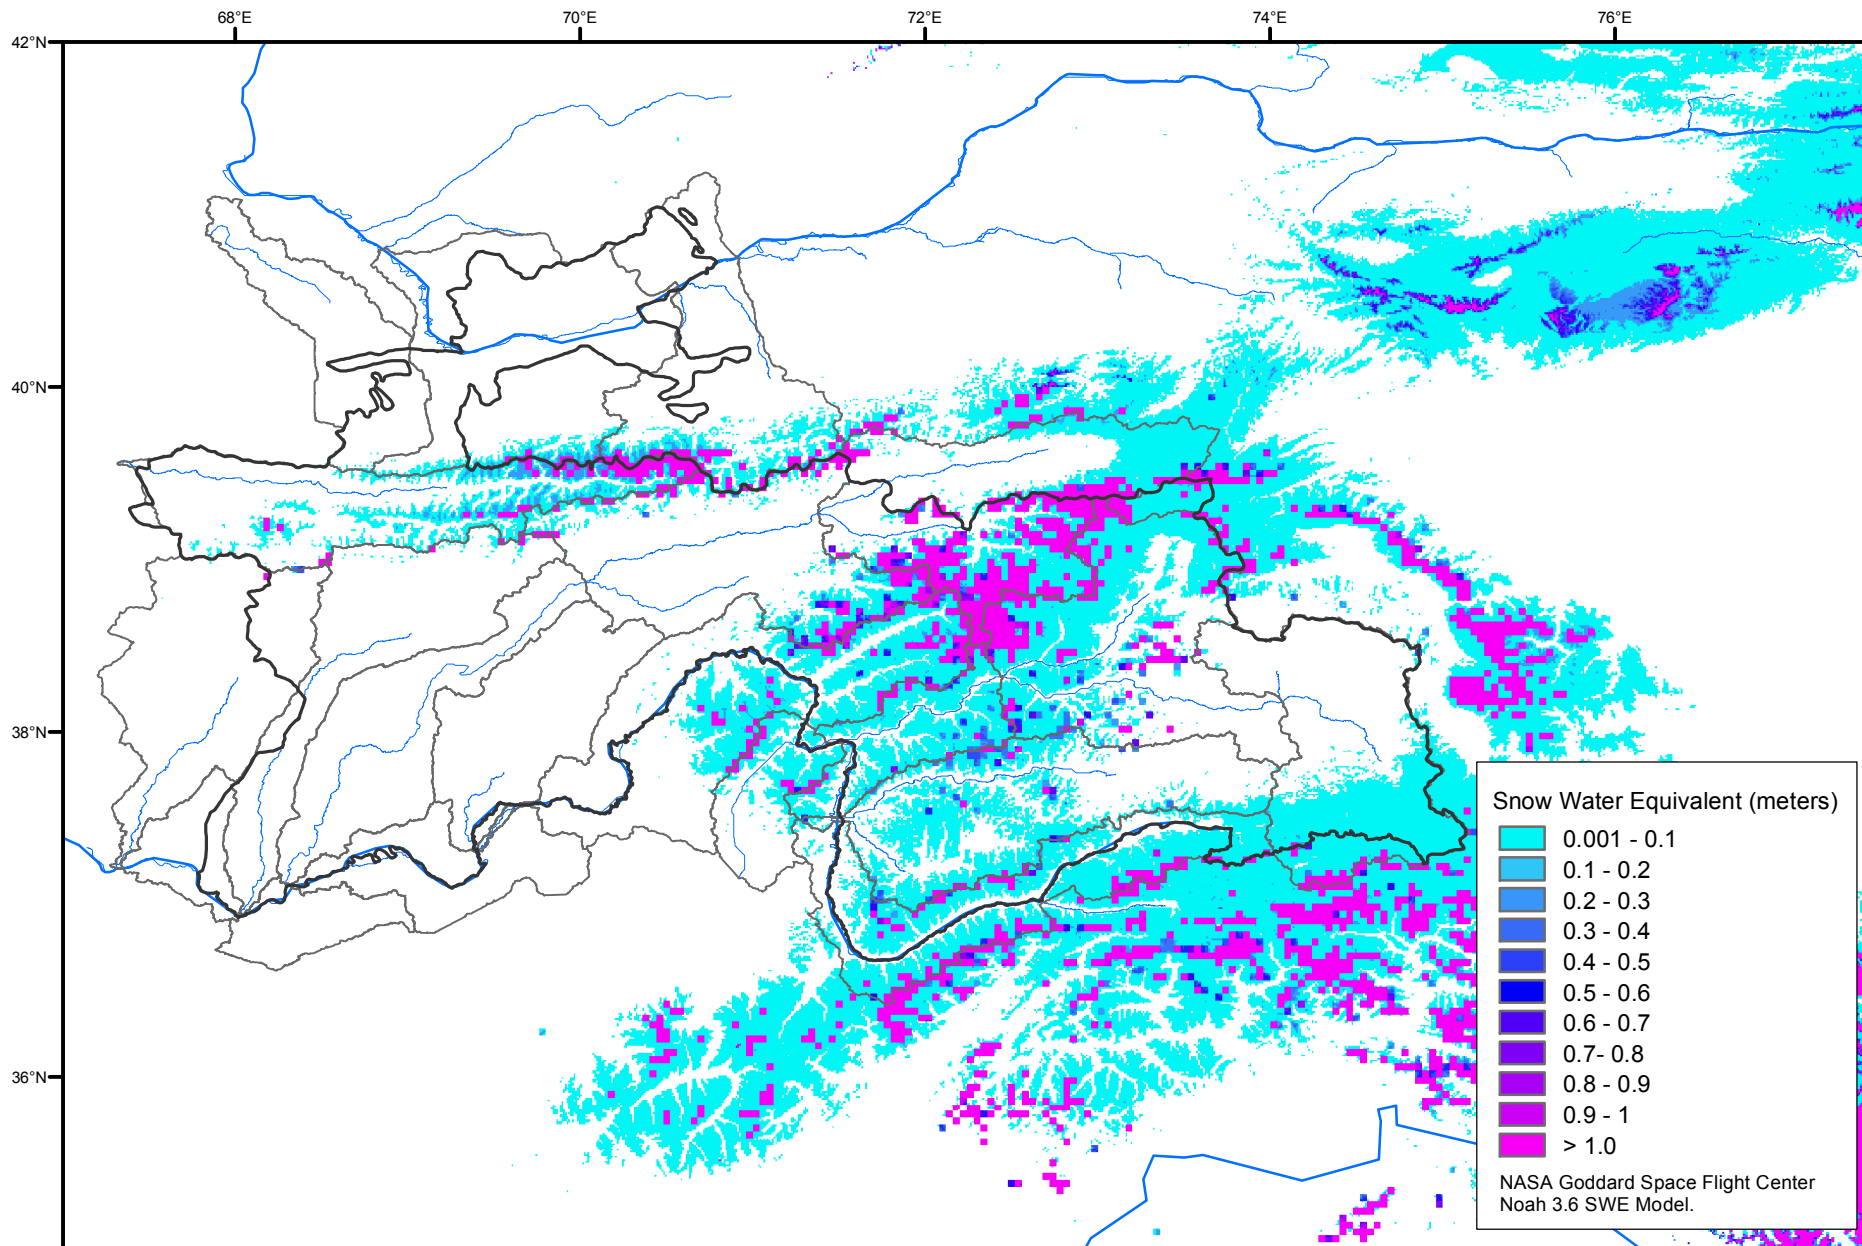 68°E 70°E 72°E 74°E 76°E
42°N
40°N
38°N
36°N
Snow Water Equivalent (meters)
0.001 - 0.1
0.1 - 0.2
0.2 - 0.3
0.3 - 0.4
0.4 - 0.5
0.5 - 0.6
0.6 - 0.7
0.7- 0.8
0.8 - 0.9
0.9 - 1
> 1.0
NASA Goddard Space Flight Center
Noah 3.6 SWE Model.